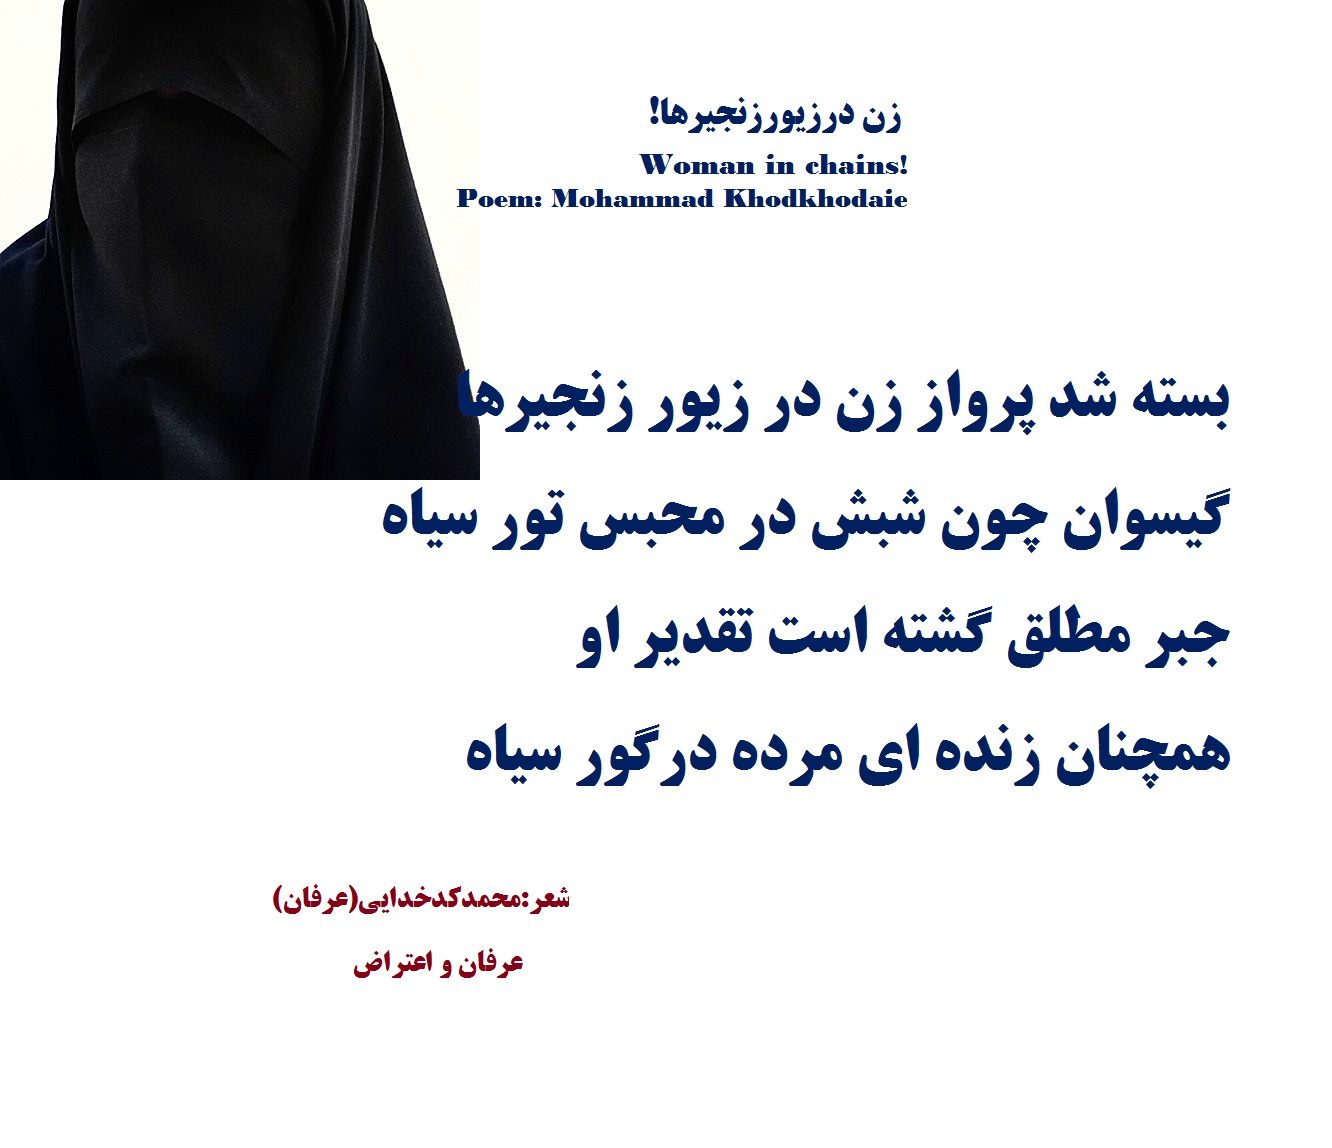 زن درزیورزنجیرها!
Woman in chains!
Poem: Mohammad Khodkhodaie
بسته شد پرواز زن در زیور زنجیرها
گیسوان چون شبش در محبس تور سیاه
جبر مطلق گشته است تقدیر او
همچنان زنده ای مرده درگور سیاه
شعر:محمدکدخدایی(عرفان)
عرفان و اعتراض